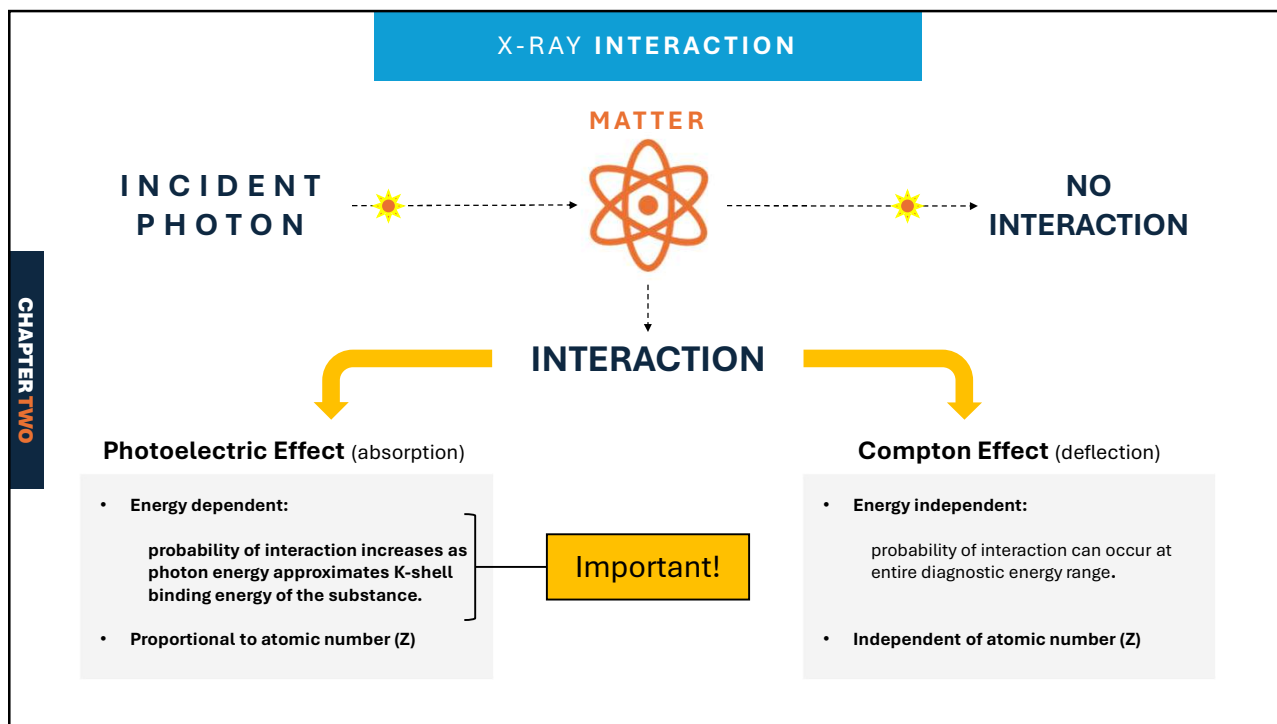 X-RAY INTERACTION
MATTER
INCIDENT
PHOTON
NO
INTERACTION
CHAPTER TWO
INTERACTION
Photoelectric Effect (absorption)
• Energy dependent:
probability of interaction increases as
photon energy approximates K-shell
binding energy of the substance.
• Proportional to atomic number (Z)
Important!
Compton Effect (deflection)
• Energy independent:
probability of interaction can occur at
entire diagnostic energy range.
• Independent of atomic number (Z)